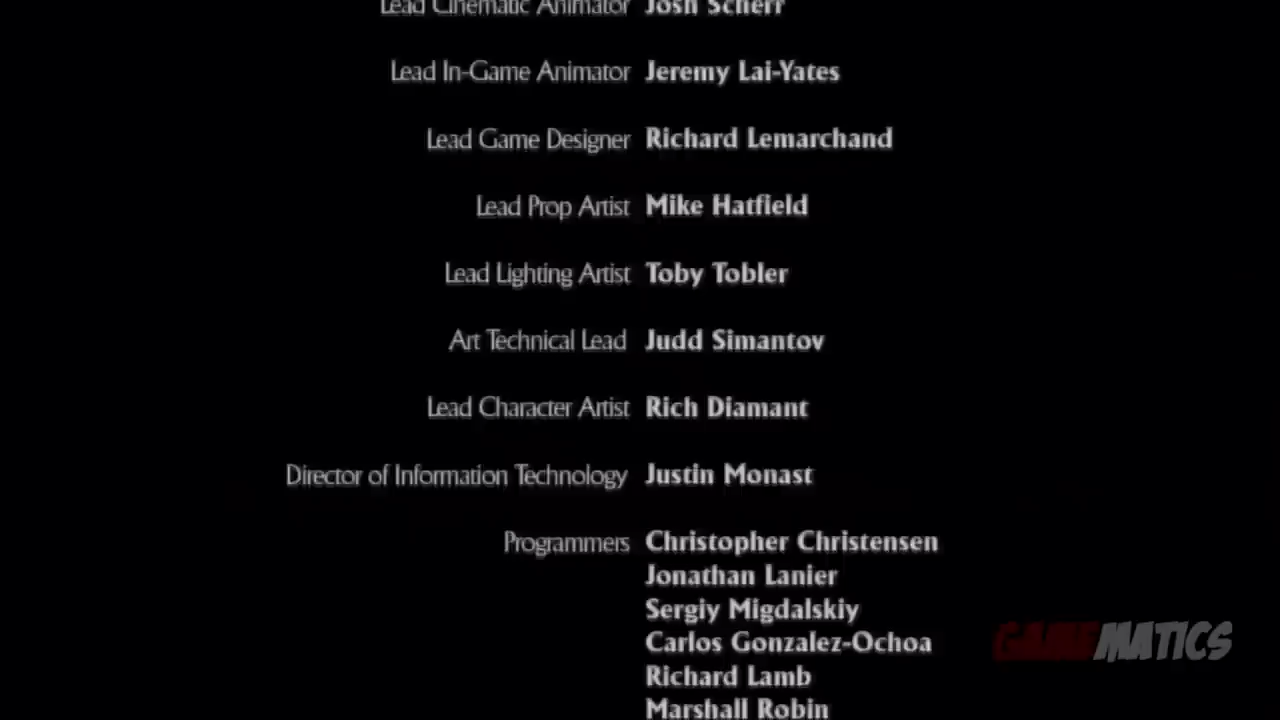 Lead Cinematic Animator Josh Scherr
Lead In-Game Animator Jeremy Lai-Yates
Lead Game Designer Richard Lemarchand
Lead Prop Artist Mike Hatfield
Lead Lighting Artist Toby Tobler
Art Technical Lead Judd Simantov
Lead Character Artist Rich Diamant
Director of Information Technology Justin Monast
Programmers Christopher Christensen
Jonathan Lanier
Sergiy Migdalskiy
Carlos Gonzalez-Ochoa
Richard Lamb
Marshall Robin
GAMEMATICS